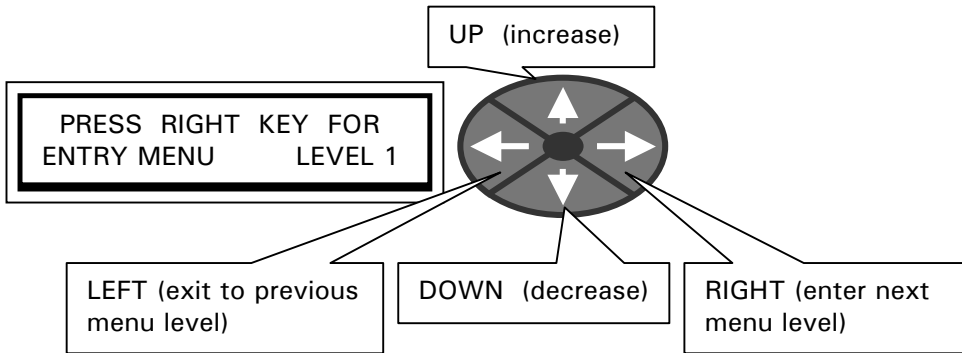 UP (increase)
PRESS RIGHT KEY FOR
ENTRY MENU LEVEL 1
LEFT (exit to previous
menu level)
DOWN (decrease)
RIGHT (enter next
menu level)